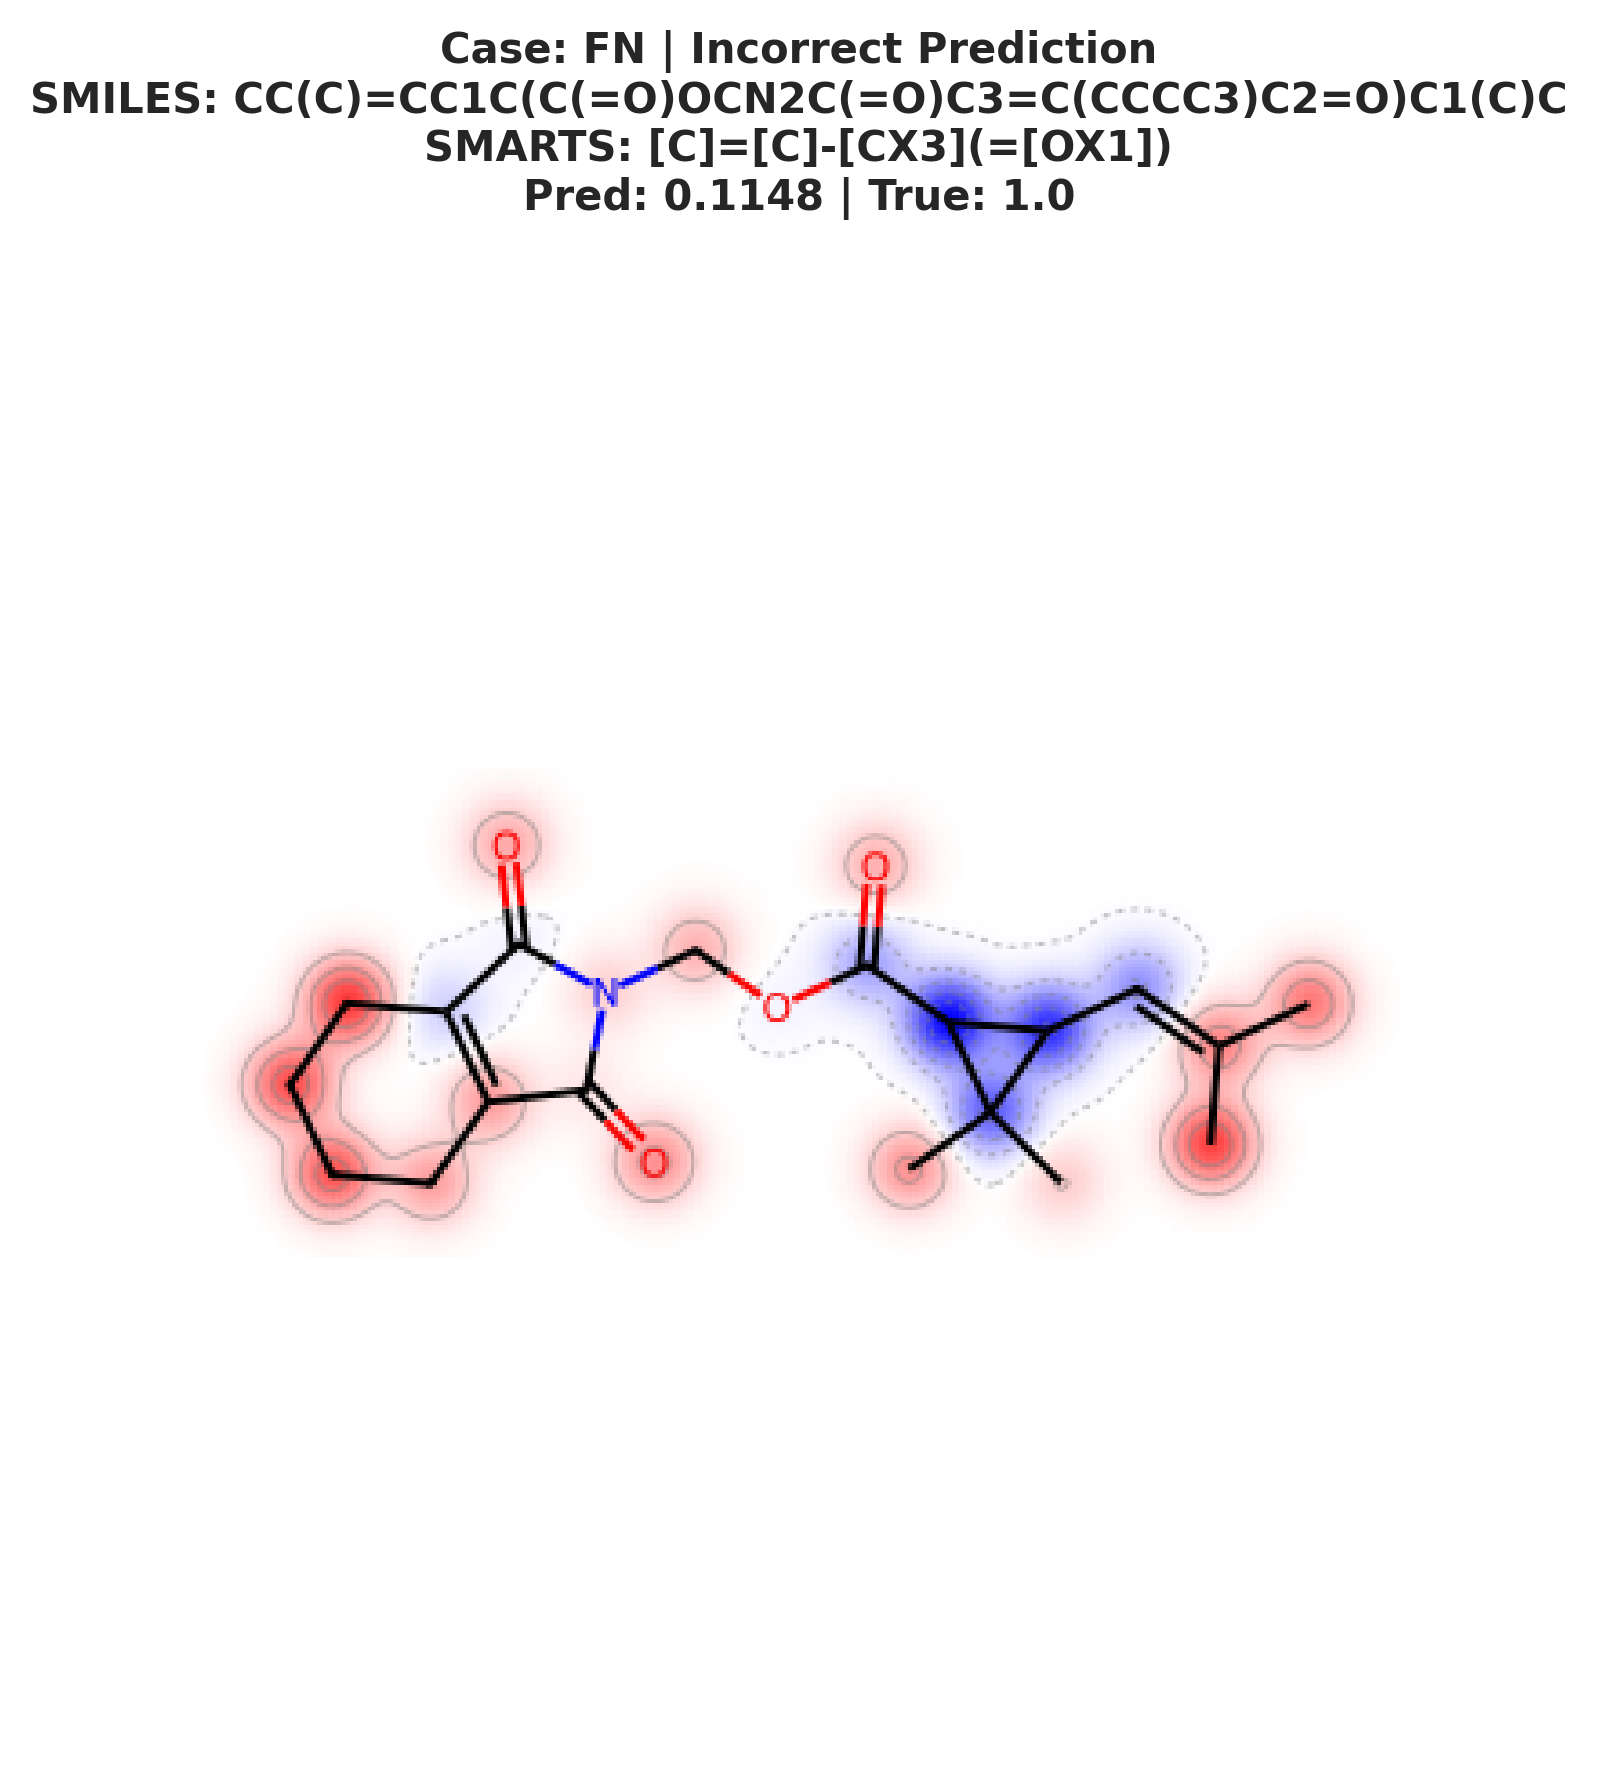 Case: FN | Incorrect Prediction
SMILES: CC(C)=CC1C(C(=O)OCN2C(=O)C3=C(CCCC3)C2=O)C1(C)C
SMARTS: [C]=[C]-[CX3](=[OX1])
Pred: 0.1148 | True: 1.0
O
O
N
O
O